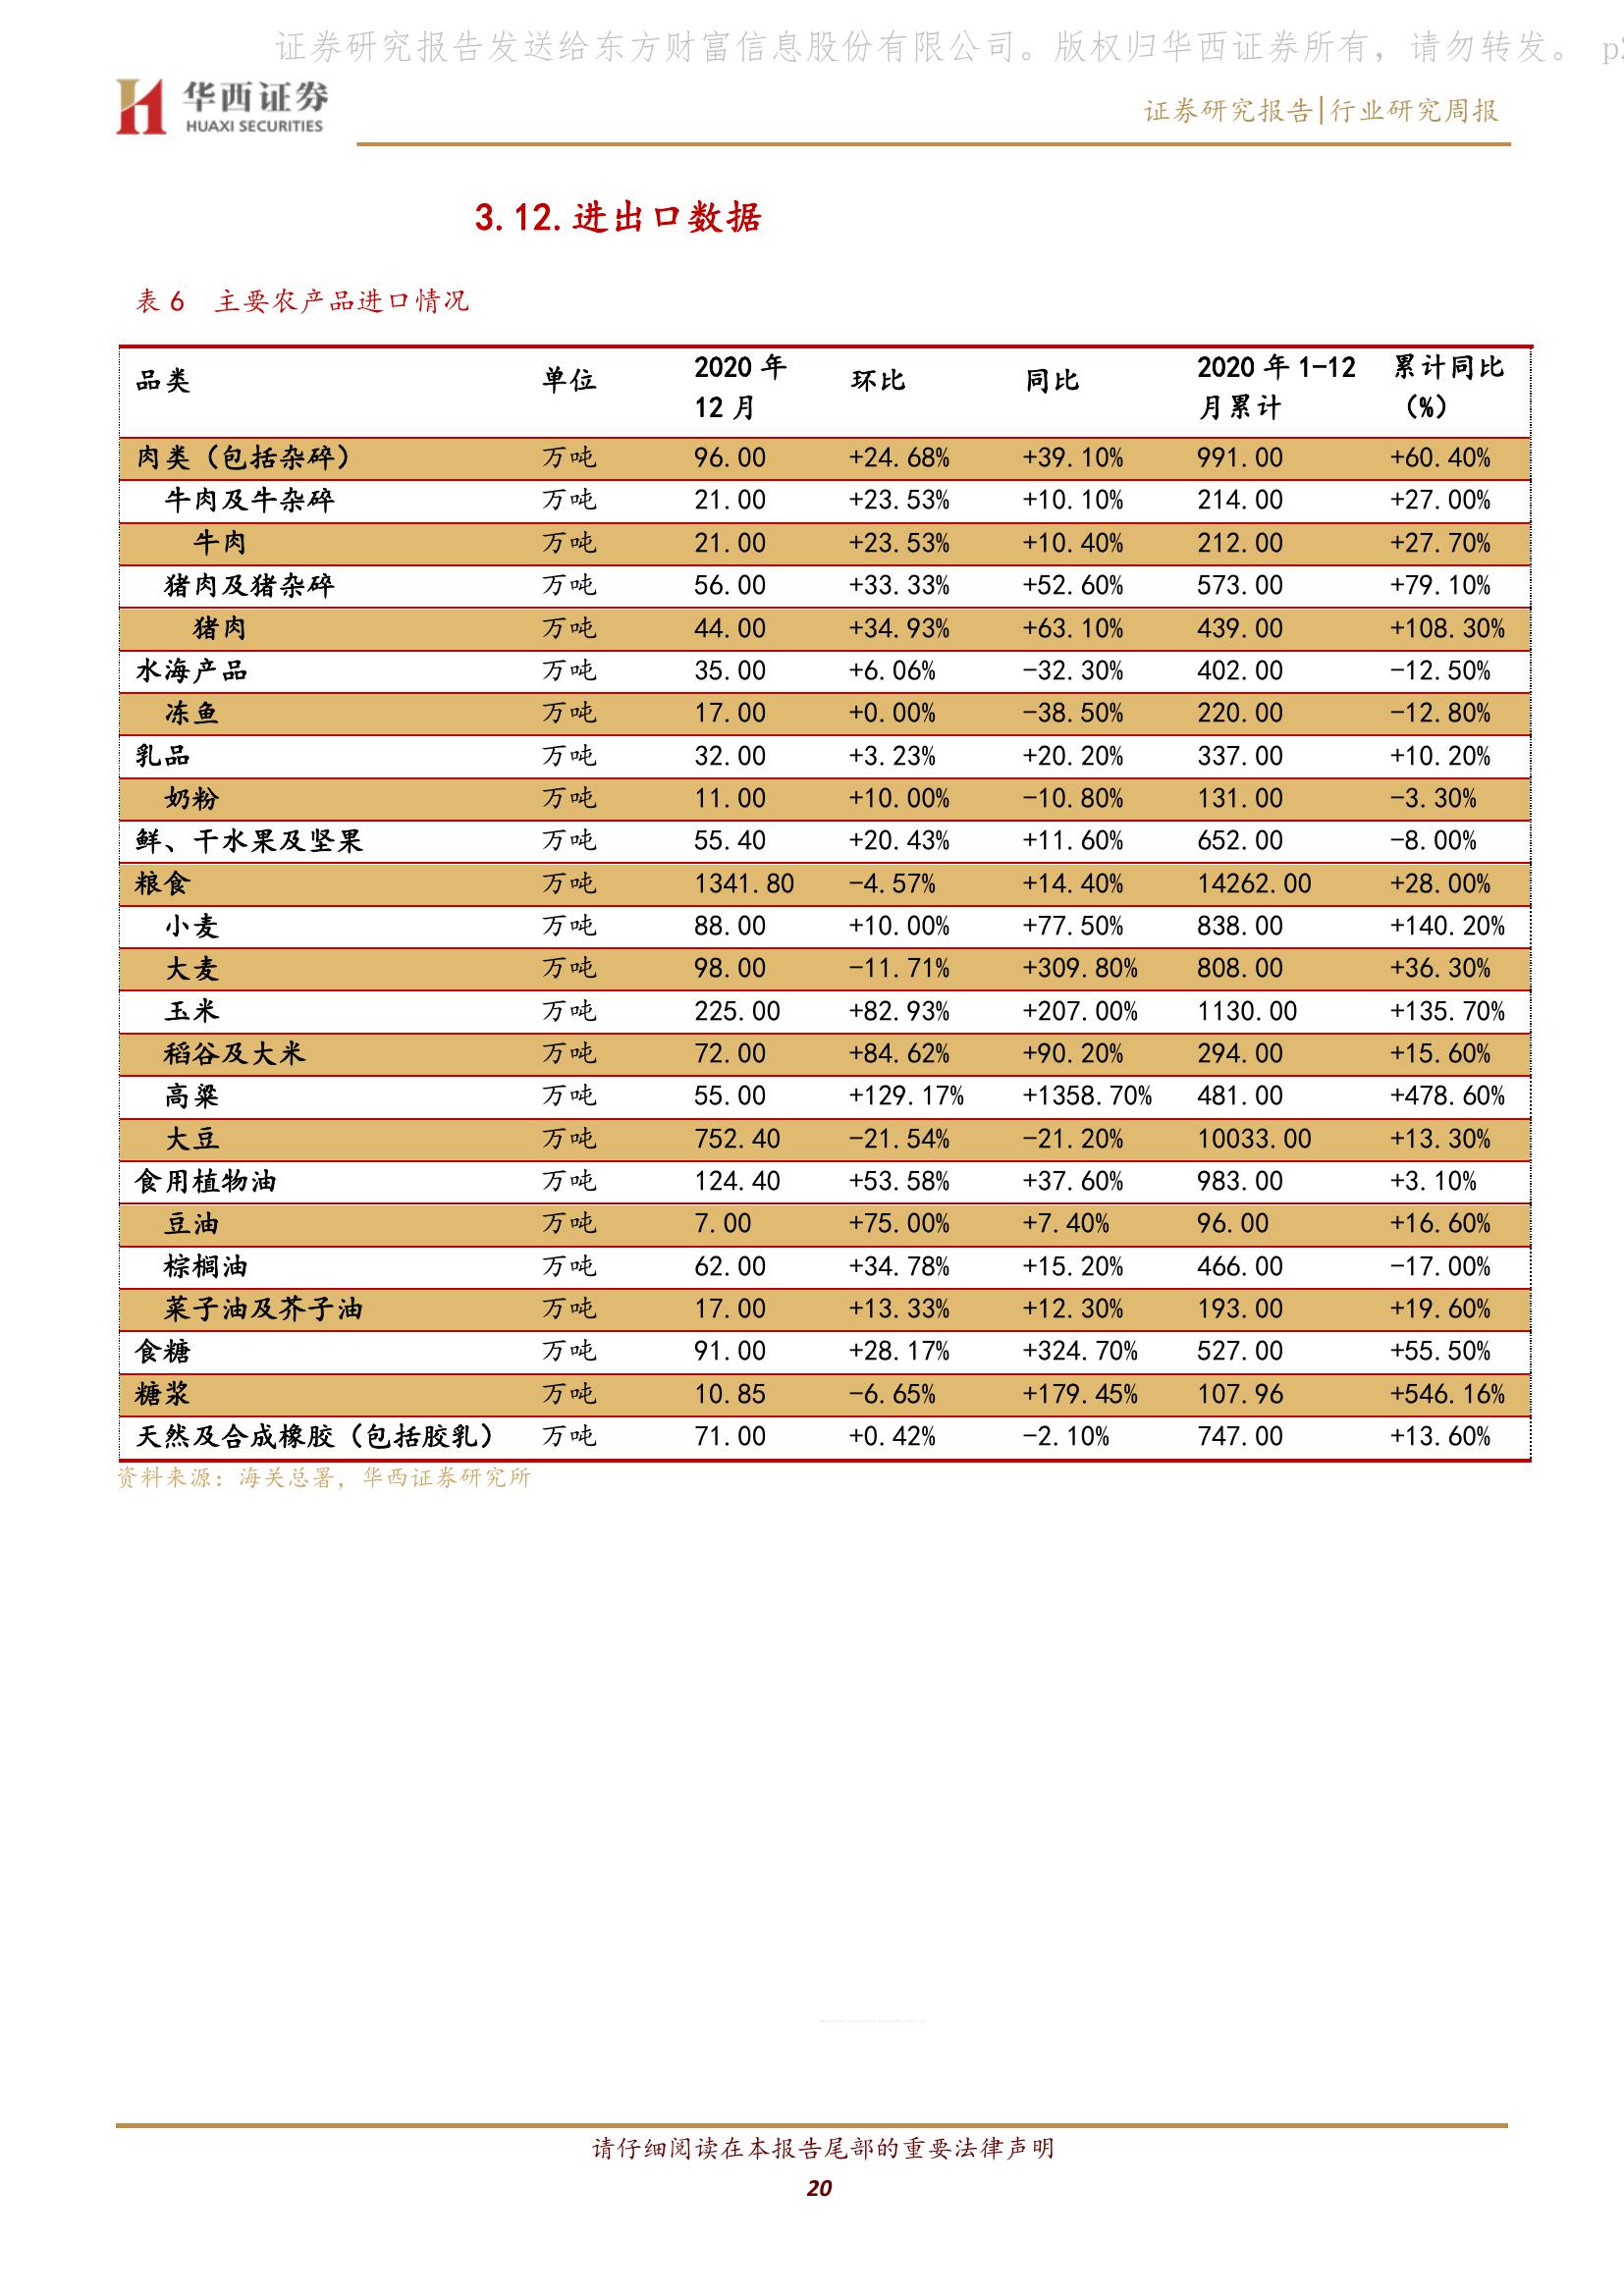 证券研究报告发送给东方财富信息股份有限公司。版权归华西证券所有，请勿转发。 p2
华西证券
HUAXI SECURITIES
证券研究报告|行业研究周报
3.12.进出口数据
表 6 主要农产品进口情况
品类 单位 2020 年 12 月 环比 同比 2020 年 1-12 月累计 累计同比（%）
肉类（包括杂碎） 万吨 96.00 +24.68% +39.10% 991.00 +60.40%
牛肉及牛杂碎 万吨 21.00 +23.53% +10.10% 214.00 +27.00%
牛肉 万吨 21.00 +23.53% +10.40% 212.00 +27.70%
猪肉及猪杂碎 万吨 56.00 +33.33% +52.60% 573.00 +79.10%
猪肉 万吨 44.00 +34.93% +63.10% 439.00 +108.30%
水海产品 万吨 35.00 +6.06% -32.30% 402.00 -12.50%
冻鱼 万吨 17.00 +0.00% -38.50% 220.00 -12.80%
乳品 万吨 32.00 +3.23% +20.20% 337.00 +10.20%
奶粉 万吨 11.00 +10.00% -10.80% 131.00 -3.30%
鲜、干水果及坚果 万吨 55.40 +20.43% +11.60% 652.00 -8.00%
粮食 万吨 1341.80 -4.57% +14.40% 14262.00 +28.00%
小麦 万吨 88.00 +10.00% +77.50% 838.00 +140.20%
大麦 万吨 98.00 -11.71% +309.80% 808.00 +36.30%
玉米 万吨 225.00 +82.93% +207.00% 1130.00 +135.70%
稻谷及大米 万吨 72.00 +84.62% +90.20% 294.00 +15.60%
高粱 万吨 55.00 +129.17% +1358.70% 481.00 +478.60%
大豆 万吨 752.40 -21.54% -21.20% 10033.00 +13.30%
食用植物油 万吨 124.40 +53.58% +37.60% 983.00 +3.10%
豆油 万吨 7.00 +75.00% +7.40% 96.00 +16.60%
棕榈油 万吨 62.00 +34.78% +15.20% 466.00 -17.00%
菜子油及芥子油 万吨 17.00 +13.33% +12.30% 193.00 +19.60%
食糖 万吨 91.00 +28.17% +324.70% 527.00 +55.50%
糖浆 万吨 10.85 -6.65% +179.45% 107.96 +546.16%
天然及合成橡胶（包括胶乳） 万吨 71.00 +0.42% -2.10% 747.00 +13.60%
资料来源：海关总署，华西证券研究所
请仔细阅读在本报告尾部的重要法律声明
20